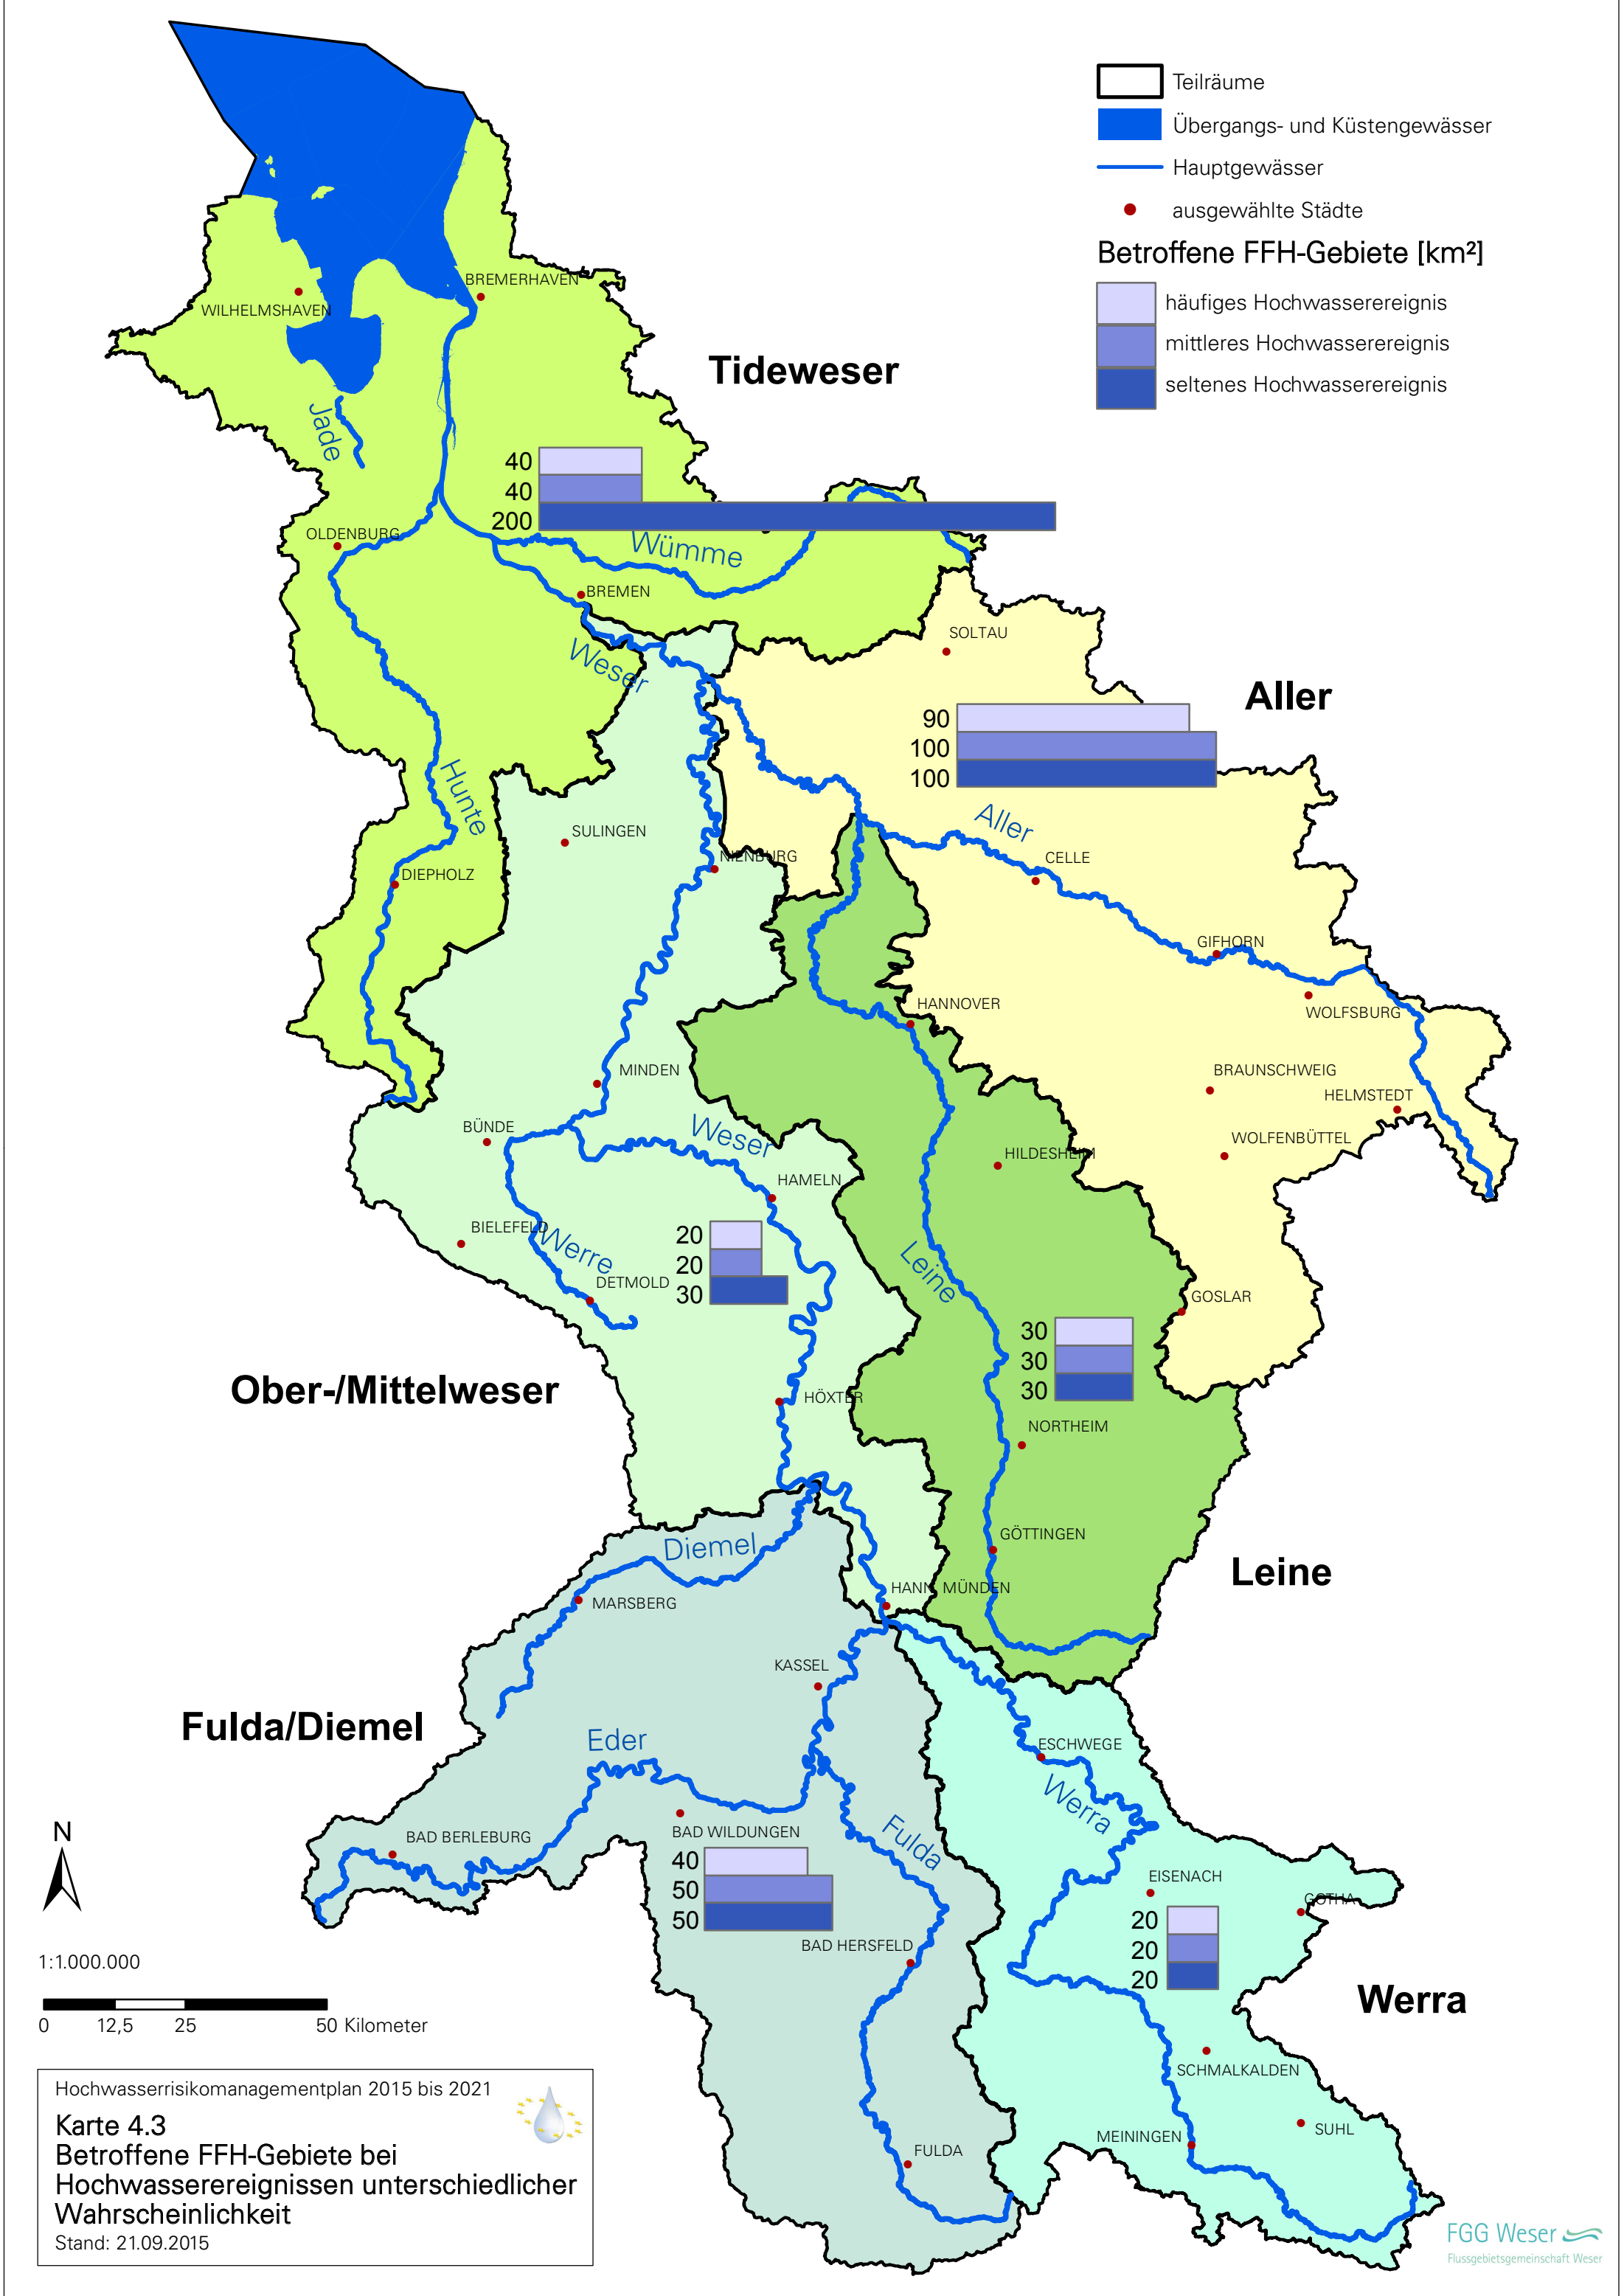 Teilräume
Übergangs- und Küstengewässer
Hauptgewässer
ausgewählte Städte
Betroffene FFH-Gebiete [km²]
häufiges Hochwasserereignis
mittleres Hochwasserereignis
seltenes Hochwasserereignis
BREMERHAVEN
WILHELMSHAVEN
Tideweser
Jade
40
40
200
OLDENBURG
Wümme
BREMEN
SOLTAU
Weser
Aller
90
100
100
Hunte
Aller
SULINGEN
NIENBURG
CELLE
DIEPHOLZ
GIFHORN
HANNOVER
WOLFSBURG
MINDEN
BRAUNSCHWEIG
HELMSTEDT
BÜNDE
Weser
WOLFENBÜTTEL
HILDESHEIM
HAMELN
BIELEFELD
Werre
20
20
30
Leine
DETMOLD
GOSLAR
30
30
30
Ober-/Mittelweser
HÖXTER
NORTHEIM
GÖTTINGEN
Diemel
Leine
HANN. MÜNDEN
MARSBERG
KASSEL
Fulda/Diemel
Eder
ESCHWEGE
Werra
N
BAD BERLEBURG
BAD WILDUNGEN
Fulda
40
50
50
EISENACH
GOTHA
20
20
20
BAD HERSFELD
1:1.000.000
Werra
0 12,5 25 50 Kilometer
SCHMALKALDEN
SUHL
MEININGEN
FULDA
Hochwasserrisikomanagementplan 2015 bis 2021
Karte 4.3
Betroffene FFH-Gebiete bei
Hochwasserereignissen unterschiedlicher
Wahrscheinlichkeit
Stand: 21.09.2015
FGG Weser
Flussgebietsgemeinschaft Weser